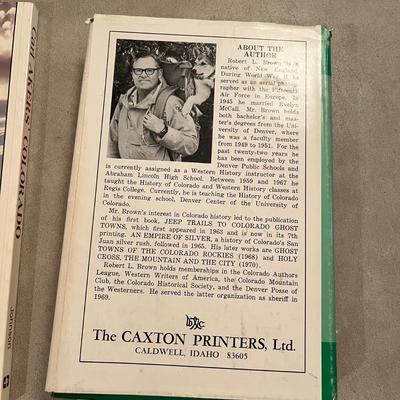 COLORADO
Johnson
ABOUT THE
AUTHOR
Robert L. Brown is a
native of New England.
During World War II he
served as an aerial photog-
rapher with the Fifteenth
Air Force in Europe. In
1945 he married Evelyn
McCall. Mr. Brown holds
both bachelor's and mas-
ter's degrees from the Uni-
versity of Denver, where
he was a faculty member
from 1949 to 1951. For the
past twenty-two years he
has been employed by the
Denver Public Schools and
is currently assigned as a Western History instructor at the
Abraham Lincoln High School. Between 1959 and 1967 he
taught the History of Colorado and Western History classes at
Regis College. Currently, he is teaching the History of Colorado
in the evening school, Denver Center of the University of
Colorado.
Mr. Brown's interest in Colorado history led to the publication
of his first book, JEEP TRAILS TO COLORADO GHOST
TOWNS, which first appeared in 1963 and is now in its 7th
printing. AN EMPIRE OF SILVER, a history of Colorado's San
Juan silver rush, followed in 1965. His later works are GHOST
TOWNS OF THE COLORADO ROCKIES (1968) and HOLY
CROSS, THE MOUNTAIN AND THE CITY (1970).
Robert L. Brown holds memberships in the Colorado Authors
League, Western Writers of America, the Colorado Mountain
Club, the Colorado Historical Society, and the Denver Posse of
the Westerners. He served the latter organization as sheriff in
1969.
The CAXTON PRINTERS, Ltd.
CALDWELL, IDAHO 83605